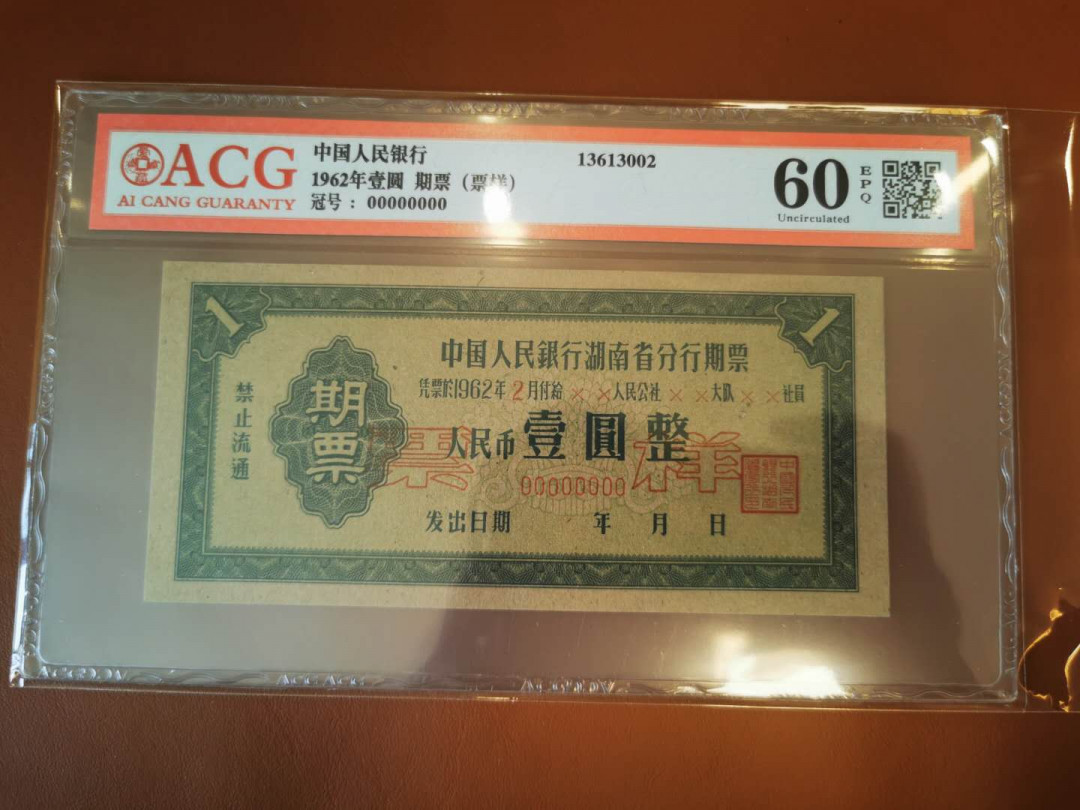 ACG
AI CANG GUARANTY
中国人民银行
1962年壹圆 期票 (票样)
冠号 : 00000000
13613002
60
Uncirculated
EPQ
1
1
中国人民銀行湖南省分行期票
凭票於1962年2月付給××人民公社××大队××社員
禁止流通
期票
人民币壹圓整
票样
00000000
发出日期 年 月 日